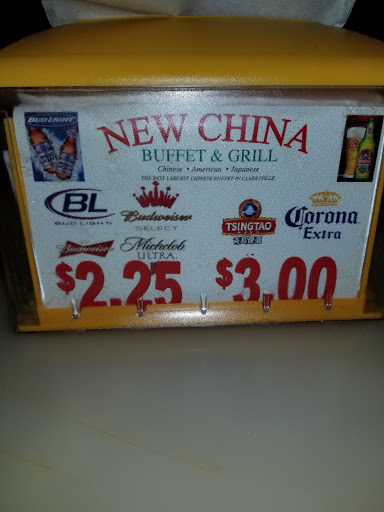 BUD LIGHT
NEW CHINA
BUFFET & GRILL
Chinese • American • Japanese
THE BEST LARGEST CHINESE BUFFET IN CLARKSVILLE
BL
BUD LIGHTS
Budweiser
SELECT
TSINGTAO
Corona
Extra
Budweiser
Michelob
ULTRA
$2.25
$3.00